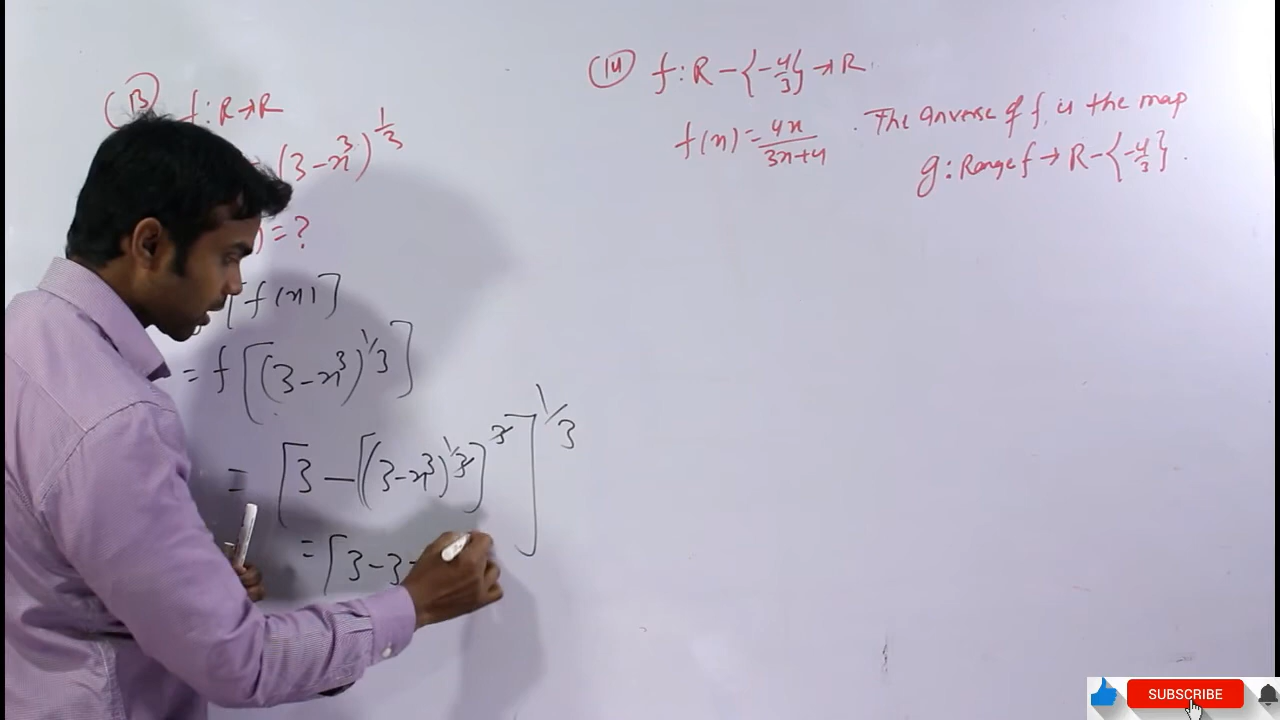 (13) f: R→R
(3-x³)^1/3
)=?
[f(x)]
= f[(3-x³)^1/3]
= [3-[(3-x³)^1/3]^3]^1/3
= [3-3
(14) f: R-{-4/3}→R.
f(x)=4x/3x+4 . The inverse of f is the map
g: Range f→R-{-4/3}.
SUBSCRIBE